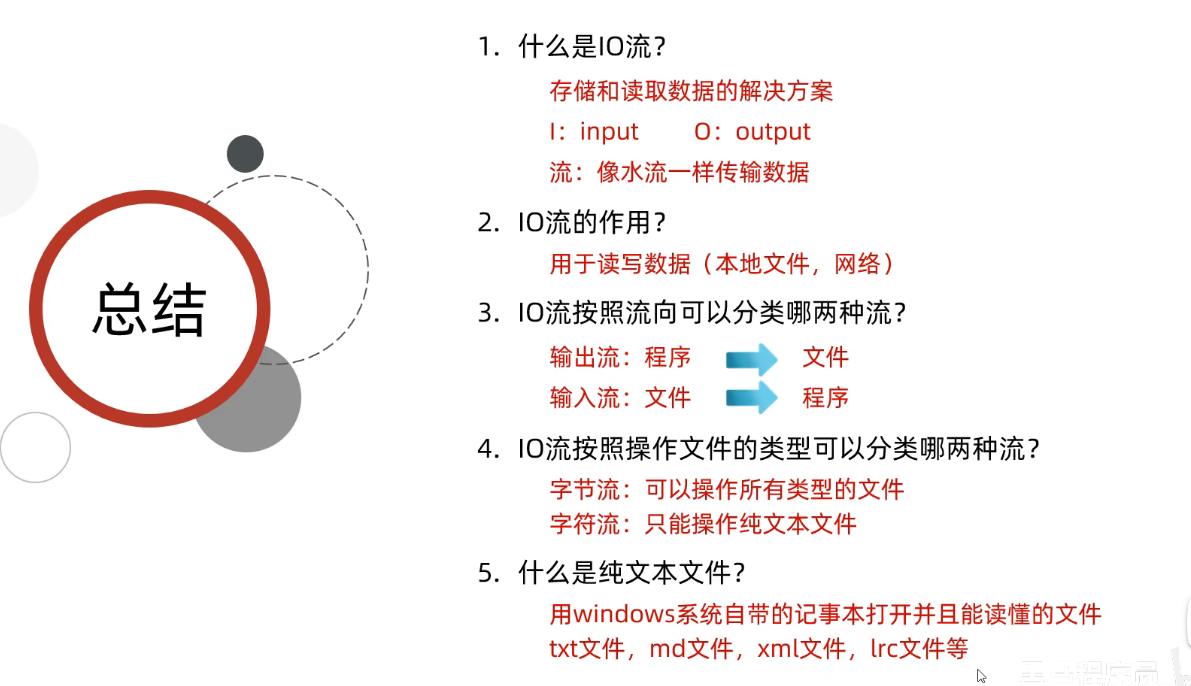 总结
1. 什么是IO流？
存储和读取数据的解决方案
I：input O：output
流：像水流一样传输数据
2. IO流的作用？
用于读写数据（本地文件，网络）
3. IO流按照流向可以分类哪两种流？
输出流：程序 文件
输入流：文件 程序
4. IO流按照操作文件的类型可以分类哪两种流？
字节流：可以操作所有类型的文件
字符流：只能操作纯文本文件
5. 什么是纯文本文件？
用windows系统自带的记事本打开并且能读懂的文件
txt文件，md文件，xml文件，lrc文件等